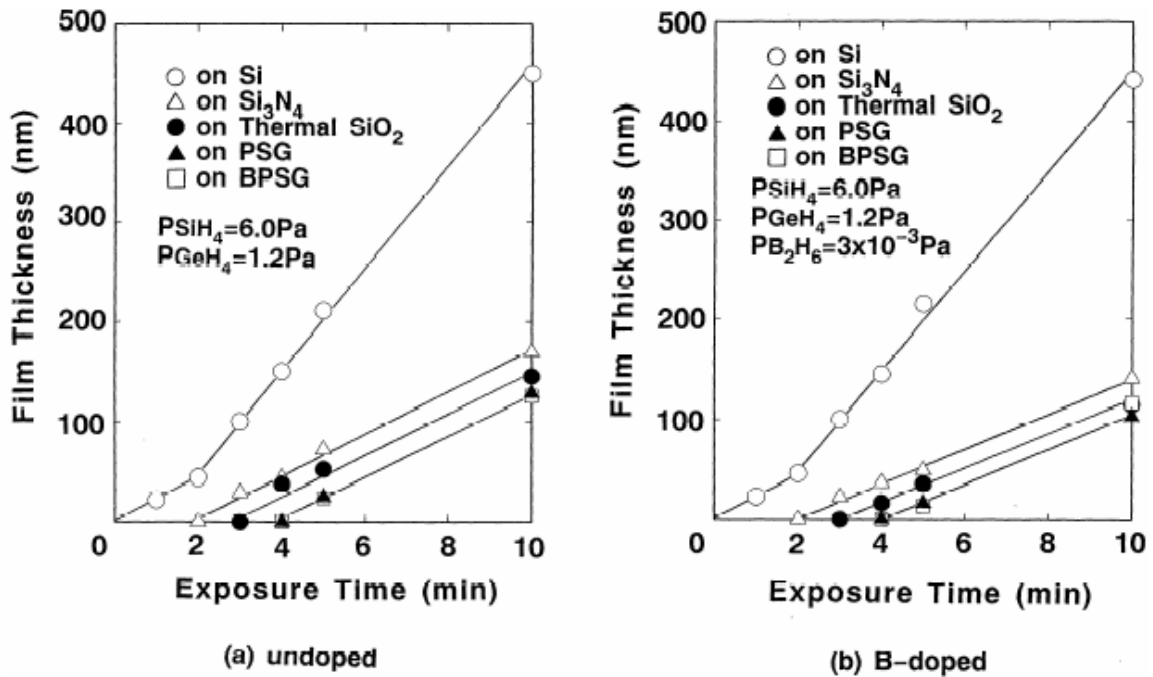 500
400
300
200
100
0
2
4
6
8
10
Film Thickness (nm)
Exposure Time (min)
on Si
on Si3N4
on Thermal SiO2
on PSG
on BPSG
PSiH4=6.0Pa
PGeH4=1.2Pa
(a) undoped
500
400
300
200
100
0
2
4
6
8
10
Film Thickness (nm)
Exposure Time (min)
on Si
on Si3N4
on Thermal SiO2
on PSG
on BPSG
PSiH4=6.0Pa
PGeH4=1.2Pa
PB2H6=3x10−3Pa
(b) B-doped